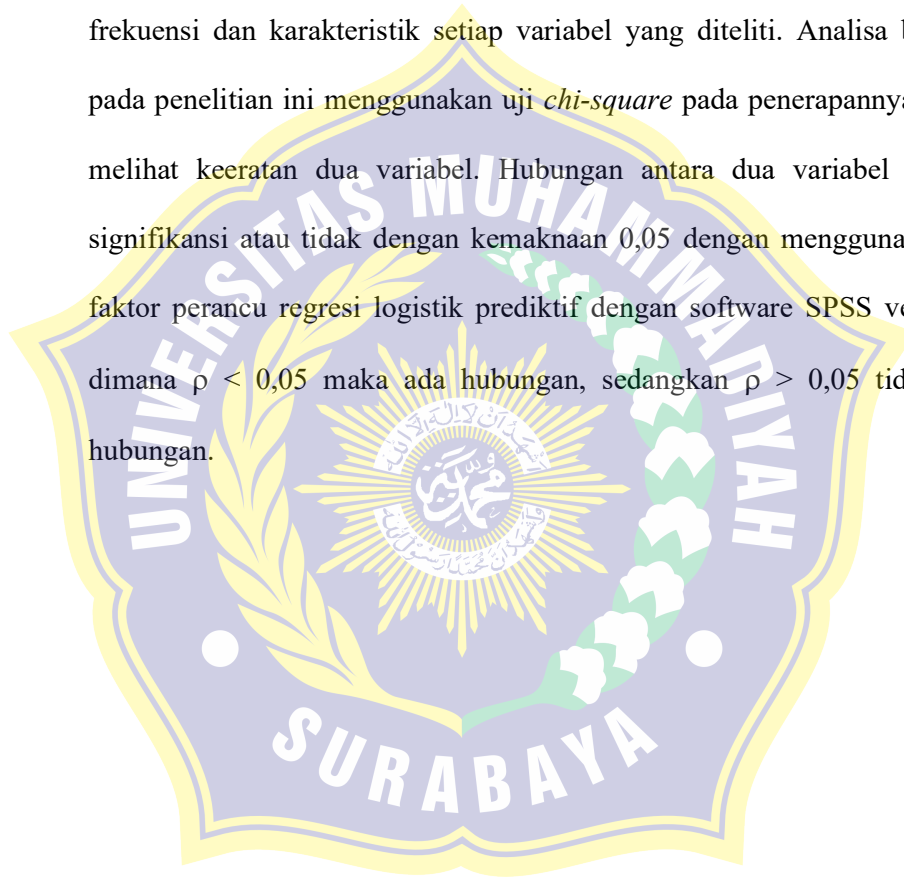 frekuensi dan karakteristik setiap variabel yang diteliti. Analisa b
pada penelitian ini menggunakan uji chi-square pada penerapannya
melihat keeratan dua variabel. Hubungan antara dua variabel
signifikansi atau tidak dengan kemaknaan 0,05 dengan mengguna
faktor perancu regresi logistik prediktif dengan software SPSS ve
dimana ρ < 0,05 maka ada hubungan, sedangkan ρ > 0,05 tid
hubungan.
UNIVERSITAS MUHAMMADIYAH
SURABAYA